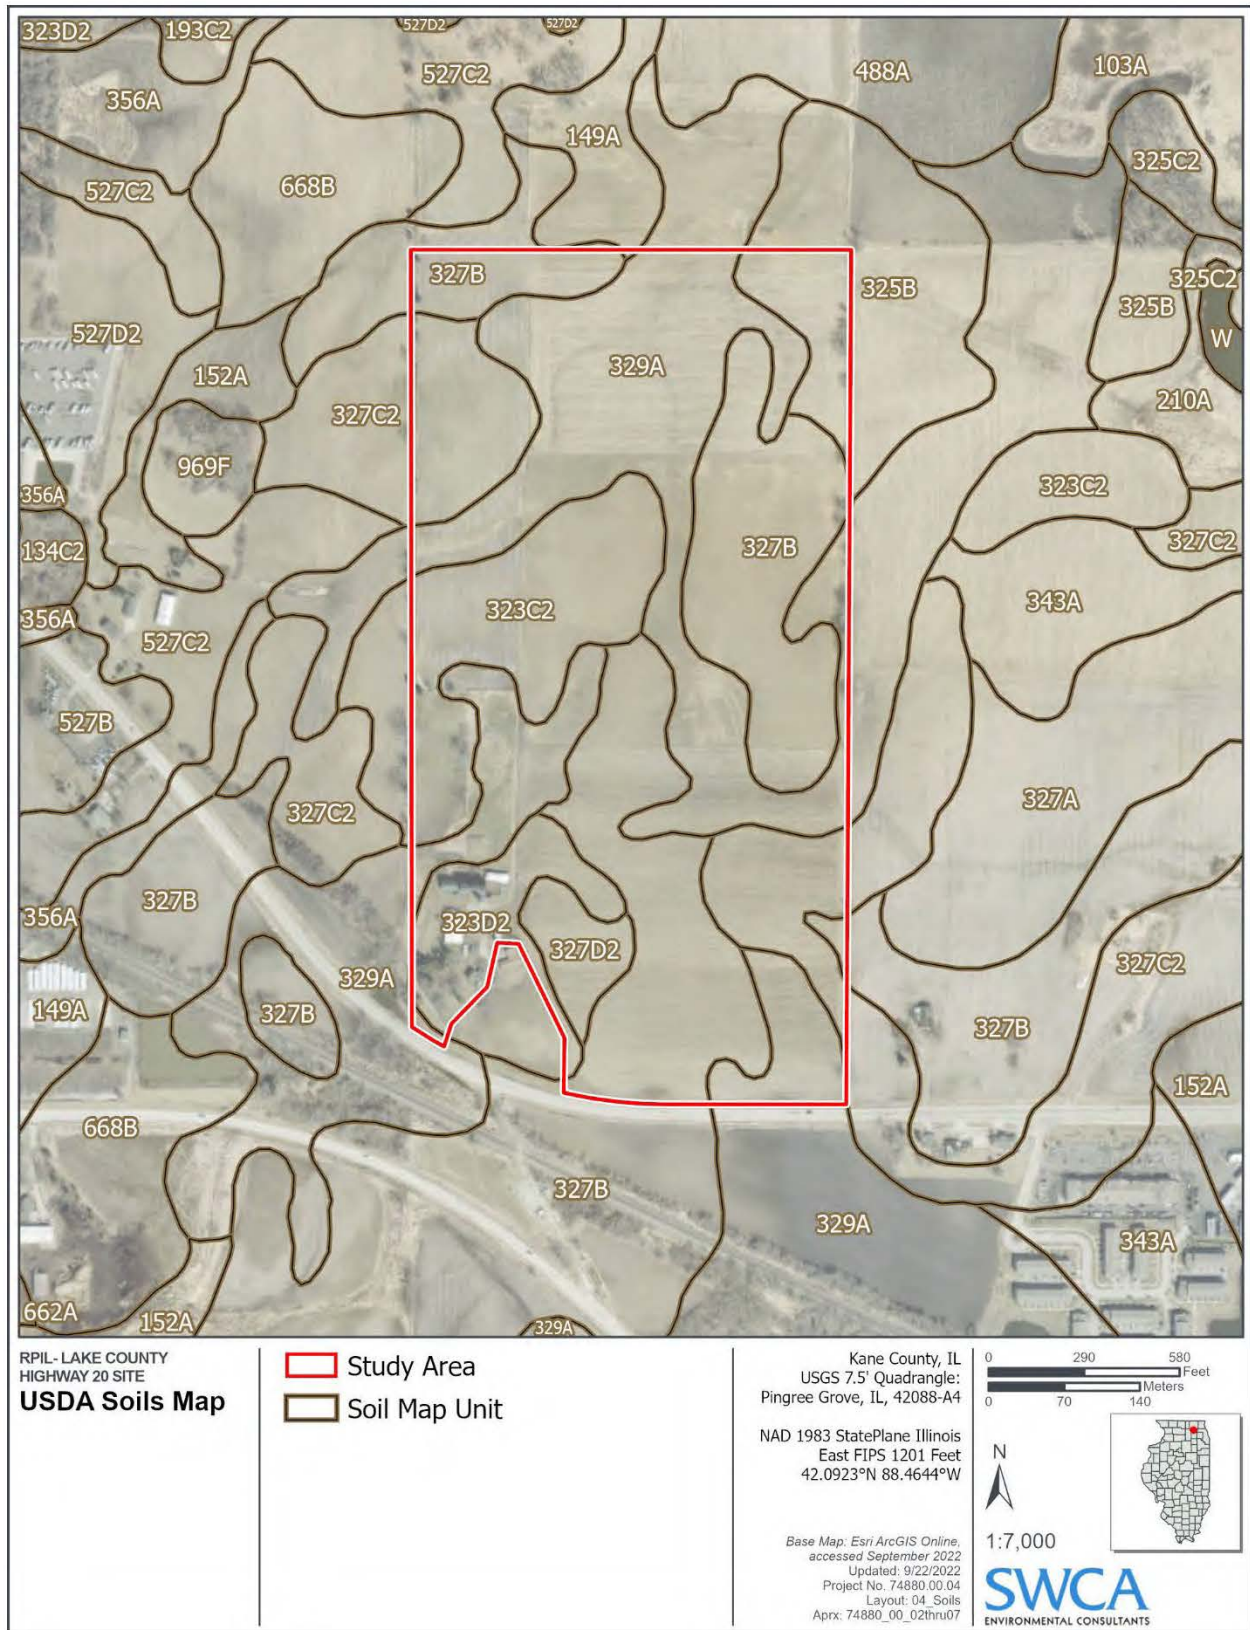 323D2
193C2
527D2
527D2
356A
527C2
488A
103A
149A
325C2
527C2
668B
327B
325B
325C2
325B
527D2
W
152A
329A
327C2
210A
969F
356A
323C2
134C2
327B
327C2
323C2
343A
356A
527C2
527B
327C2
327A
327B
356A
323D2
327D2
329A
327C2
149A
327B
327B
668B
152A
327B
329A
343A
662A
152A
329A
RPIL- LAKE COUNTY
HIGHWAY 20 SITE
USDA Soils Map
Study Area
Soil Map Unit
Kane County, IL
USGS 7.5' Quadrangle:
Pingree Grove, IL, 42088-A4
NAD 1983 StatePlane Illinois
East FIPS 1201 Feet
42.0923°N 88.4644°W
Base Map: Esri ArcGIS Online,
accessed September 2022
Updated: 9/22/2022
Project No. 74880.00.04
Layout: 04_Soils
Aprx: 74880_00_02thru07
0 290 580
Feet
Meters
0 70 140
N
1:7,000
SWCA
ENVIRONMENTAL CONSULTANTS